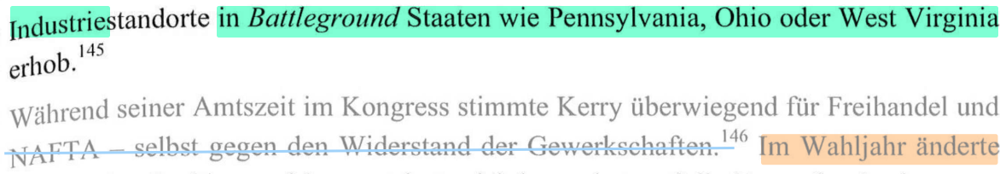 Industriestandorte in Battleground Staaten wie Pennsylvania, Ohio oder West Virginia
erhob.145
Während seiner Amtszeit im Kongress stimmte Kerry überwiegend für Freihandel und
NAFTA – selbst gegen den Widerstand der Gewerkschaften.146 Im Wahljahr änderte